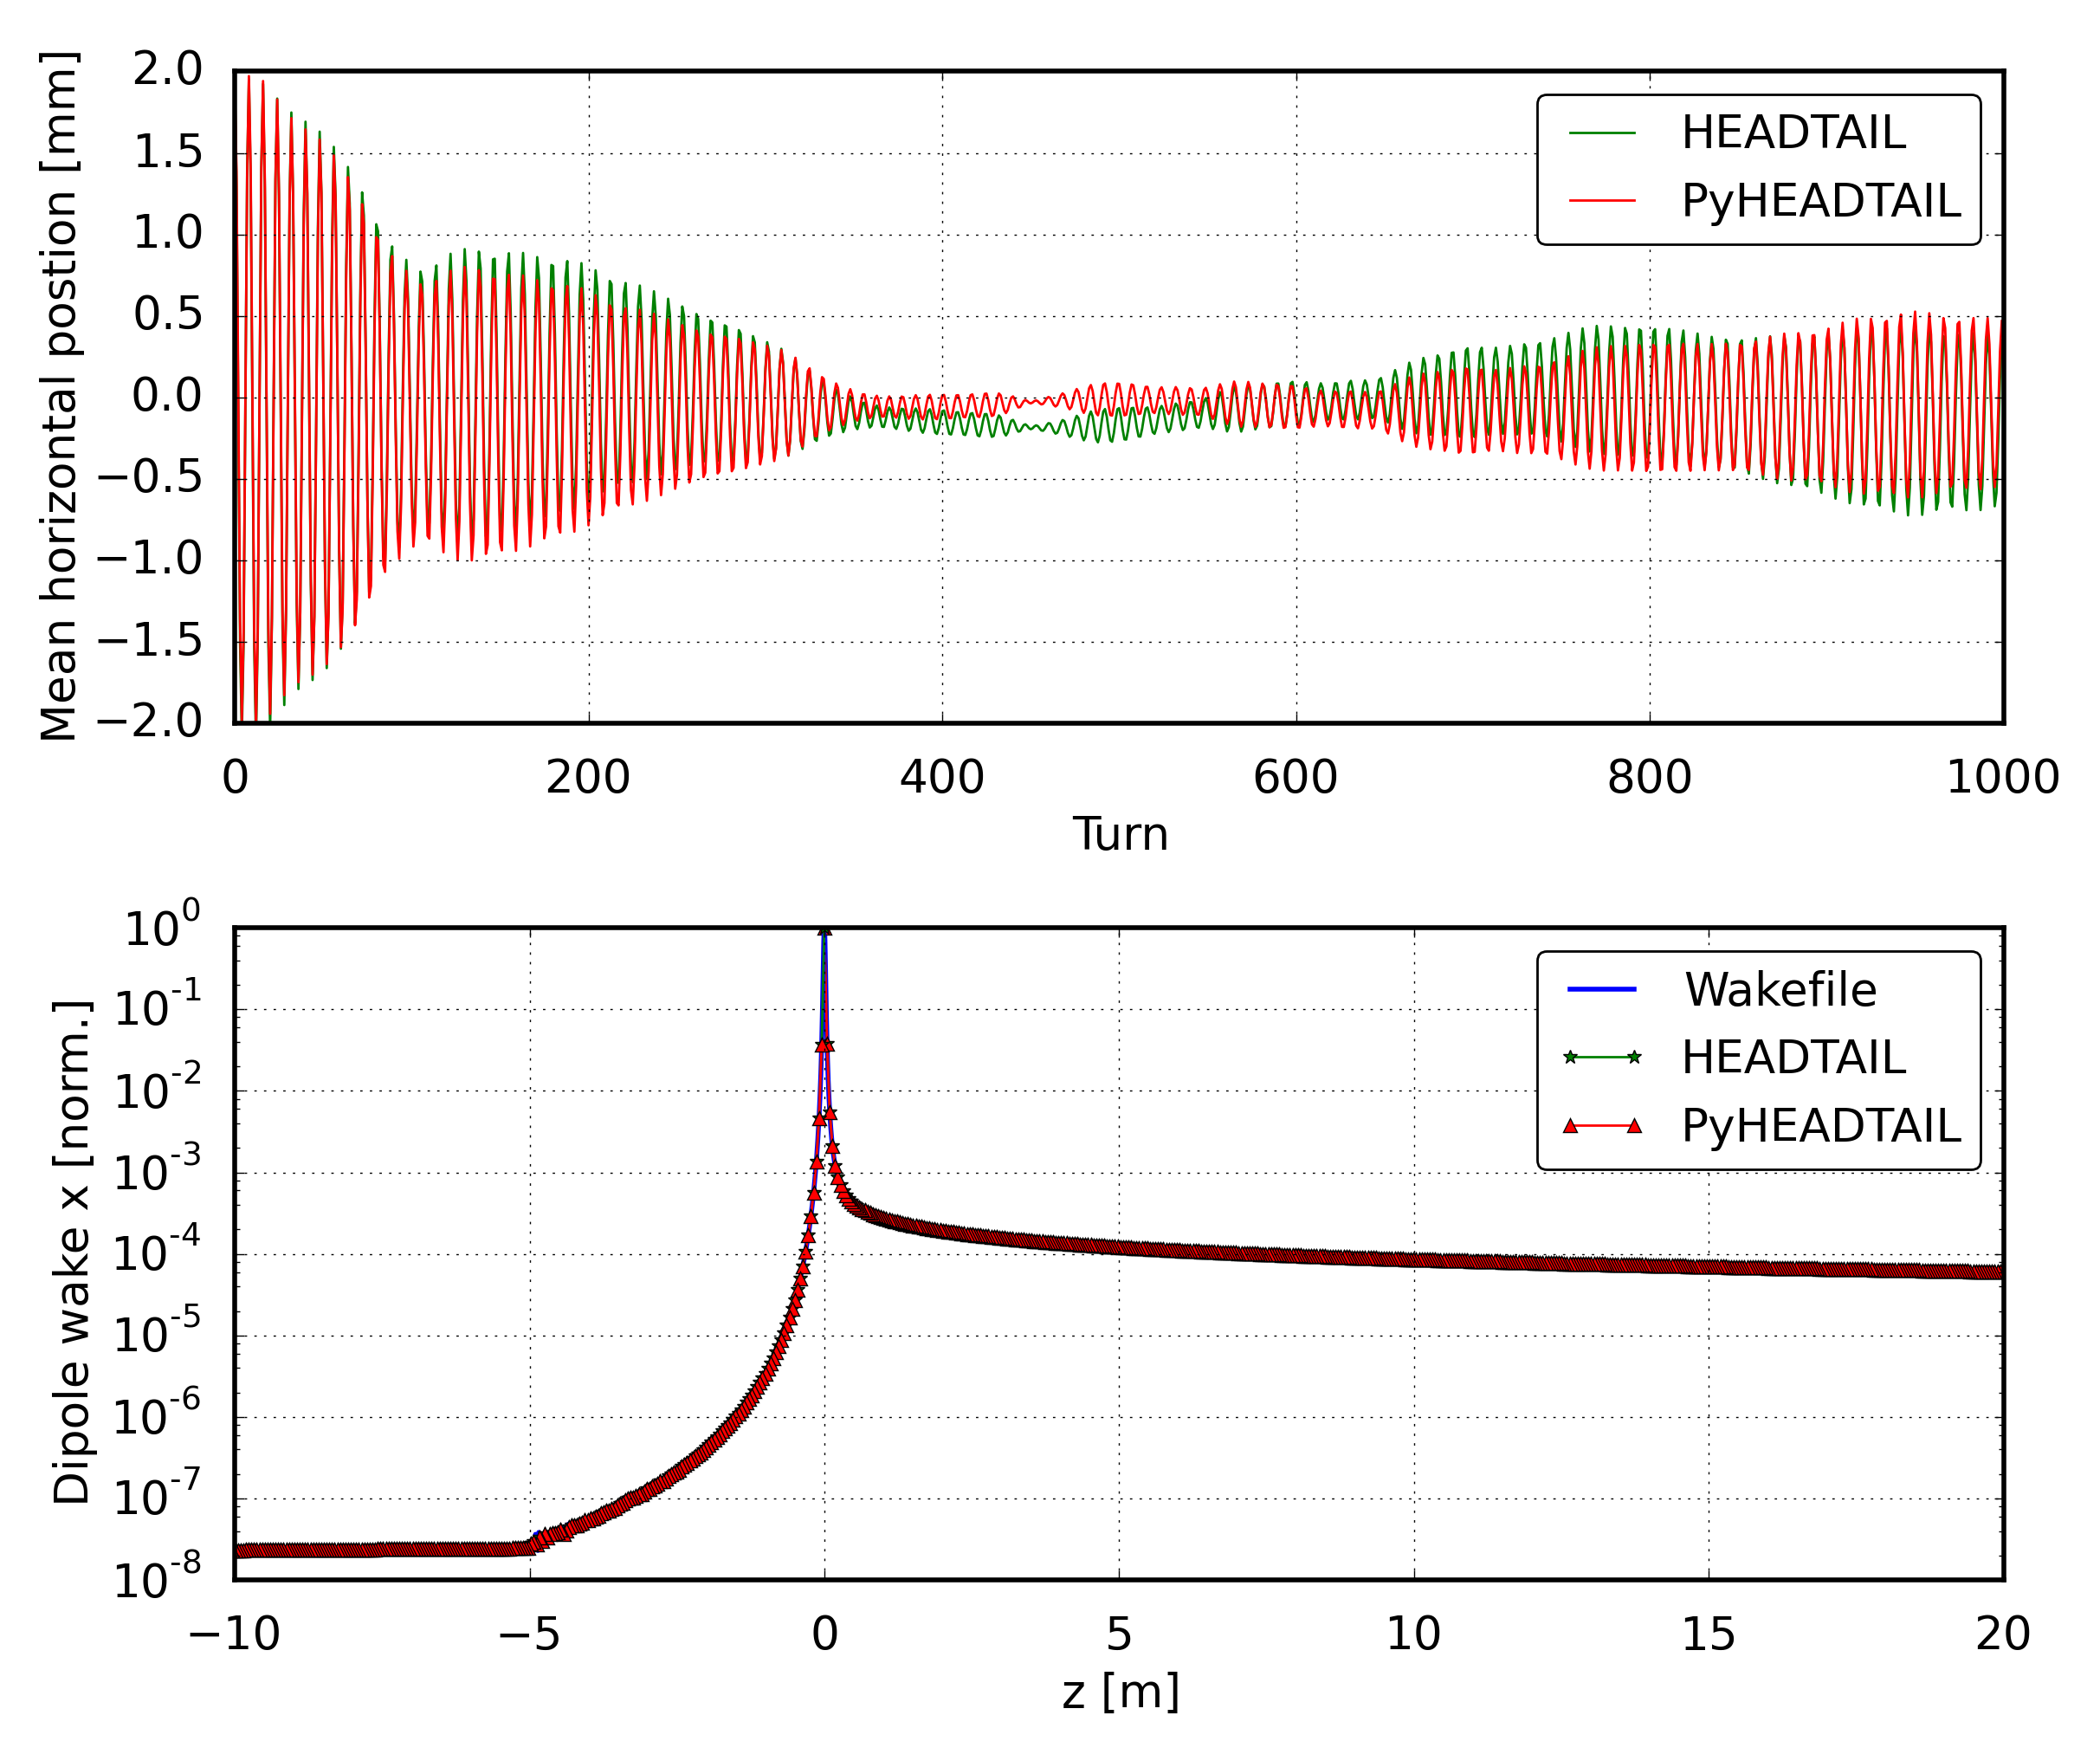 2.0
1.5
1.0
0.5
0.0
−0.5
−1.0
−1.5
−2.0
Mean horizontal postion [mm]
HEADTAIL
PyHEADTAIL
0 200 400 600 800 1000
Turn
10^0
10^-1
10^-2
10^-3
10^-4
10^-5
10^-6
10^-7
10^-8
Dipole wake x [norm.]
Wakefile
HEADTAIL
PyHEADTAIL
−10 −5 0 5 10 15 20
z [m]